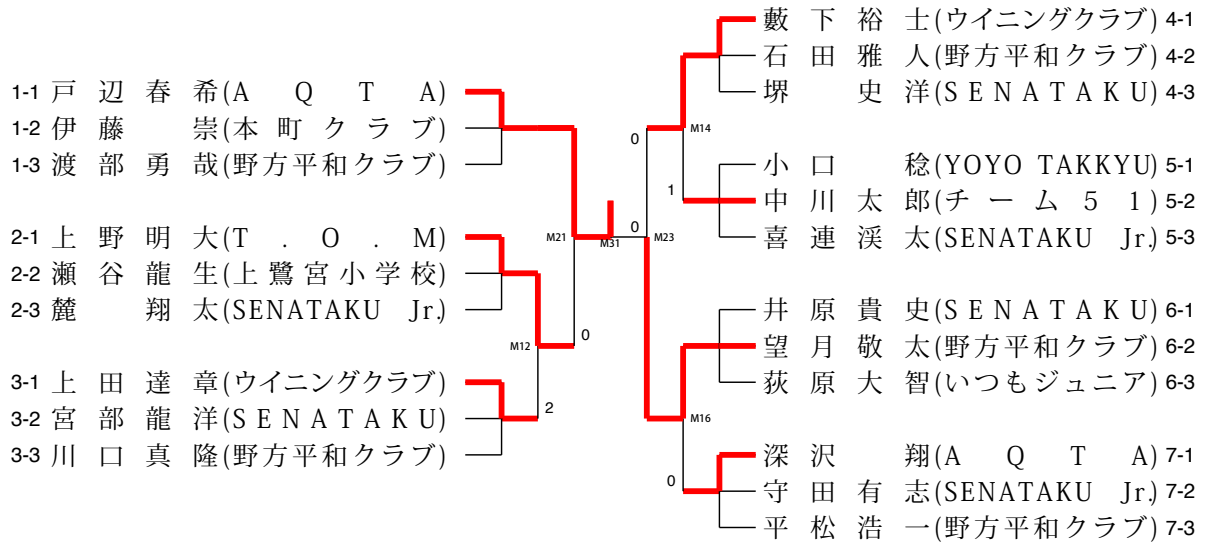 1-1 戸辺春希(AQTA)
1-2 伊藤崇(本町クラブ)
1-3 渡部勇哉(野方平和クラブ)
2-1 上野明大(T.O.M)
2-2 瀬谷龍生(上鷺宮小学校)
2-3 麓翔太(SENATAKU Jr.)
3-1 上田達章(ウイニングクラブ)
3-2 宮部龍洋(SENATAKU)
3-3 川口真隆(野方平和クラブ)
M12
2
M21
0
M31
0
M23
0
M14
1
M16
0
藪下裕士(ウイニングクラブ) 4-1
石田雅人(野方平和クラブ) 4-2
堺史洋(SENATAKU) 4-3
小口稔(YOYO TAKKYU) 5-1
中川太郎(チーム51) 5-2
喜連渓太(SENATAKU Jr.) 5-3
井原貴史(SENATAKU) 6-1
望月敬太(野方平和クラブ) 6-2
荻原大智(いつもジュニア) 6-3
深沢翔(AQTA) 7-1
守田有志(SENATAKU Jr.) 7-2
平松浩一(野方平和クラブ) 7-3